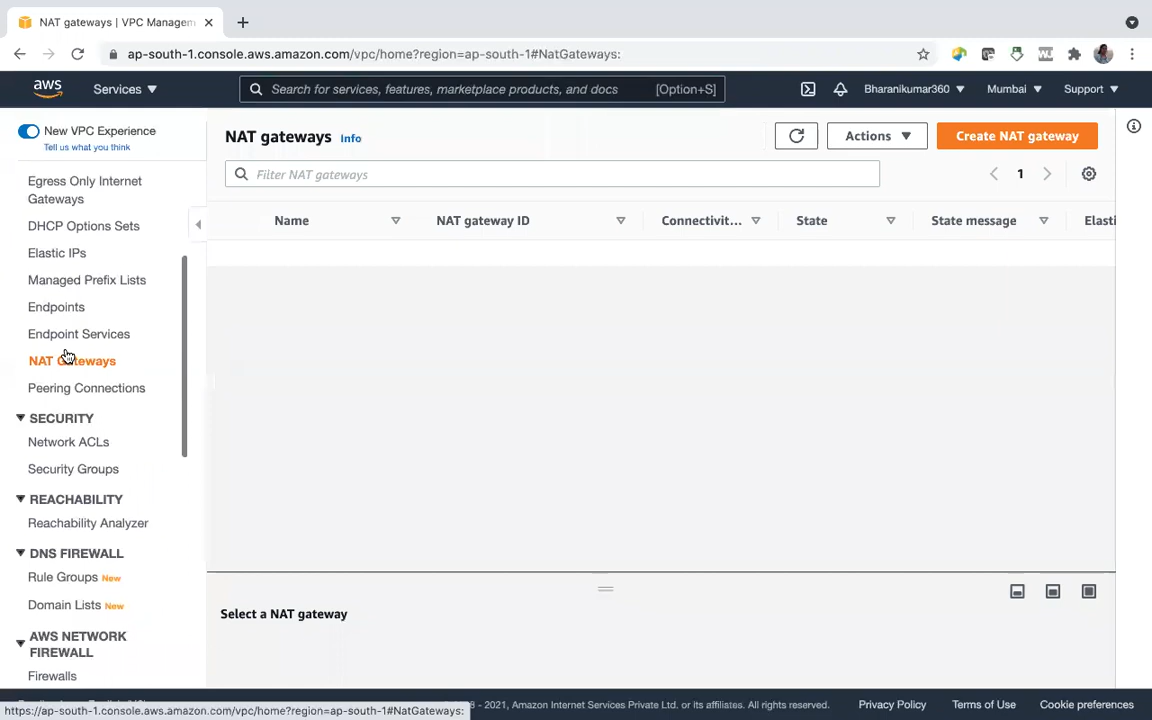 NAT gateways | VPC Managem
ap-south-1.console.aws.amazon.com/vpc/home?region=ap-south-1#NatGateways:
aws
Services
Search for services, features, marketplace products, and docs
[Option+S]
Bharanikumar360
Mumbai
Support
New VPC Experience
Tell us what you think
Egress Only Internet
Gateways
DHCP Options Sets
Elastic IPs
Managed Prefix Lists
Endpoints
Endpoint Services
NAT Gateways
Peering Connections
SECURITY
Network ACLs
Security Groups
REACHABILITY
Reachability Analyzer
DNS FIREWALL
Rule Groups New
Domain Lists New
AWS NETWORK
FIREWALL
Firewalls
NAT gateways
Info
Actions
Create NAT gateway
Filter NAT gateways
1
Name
NAT gateway ID
Connectivit...
State
State message
Elasti
Select a NAT gateway
https://ap-south-1.console.aws.amazon.com/vpc/home?region=ap-south-1#NatGateways:
8 - 2021, Amazon Internet Services Private Ltd. or its affiliates. All rights reserved.
Privacy Policy
Terms of Use
Cookie preferences